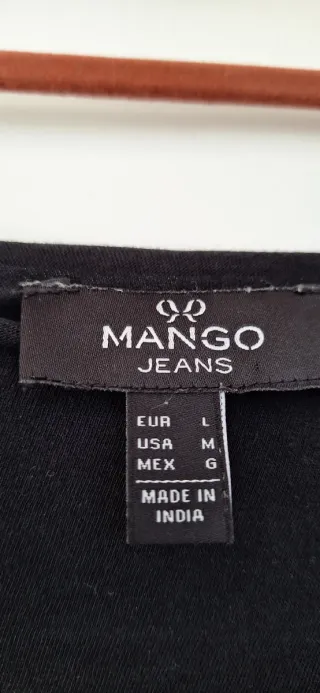 MANGO
JEANS
EUR L
USA M
MEX G
MADE IN
INDIA